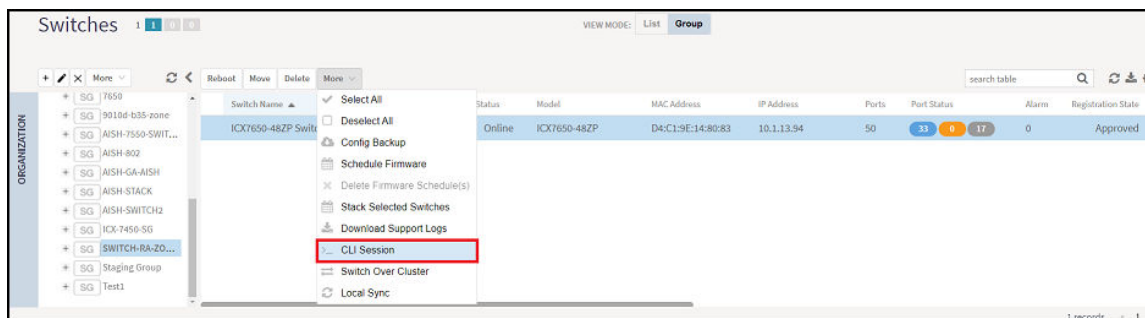 Switches 1 1 0 0
VIEW MODE: List Group
More
Reboot Move Delete More
search table
ORGANIZATION
SG 7650
SG 9010d-b35-zone
SG AISH-7550-SWIT...
SG AISH-802
SG AISH-GA-AISH
SG AISH-STACK
SG AISH-SWITCH2
SG ICX-7450-SG
SG SWITCH-RA-ZO...
SG Staging Group
SG Test1
Switch Name Status Model MAC Address IP Address Ports Port Status Alarm Registration State
ICX7650-48ZP Switc Online ICX7650-48ZP D4:C1:9E:14:80:83 10.1.13.94 50 33 0 17 0 Approved
Select All
Deselect All
Config Backup
Schedule Firmware
Delete Firmware Schedule(s)
Stack Selected Switches
Download Support Logs
CLI Session
Switch Over Cluster
Local Sync
1 records 1